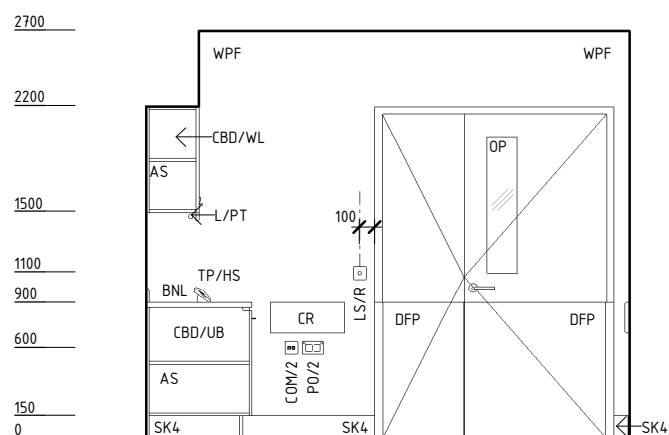 2700
WPF
WPF
2200
CBD/WL
OP
AS
1500
L/PT
100
1100
TP/HS
BNL
900
LS/R
CR
DFP
DFP
CBD/UB
600
COM/2
PO/2
AS
150
SK4
SK4
SK4
0